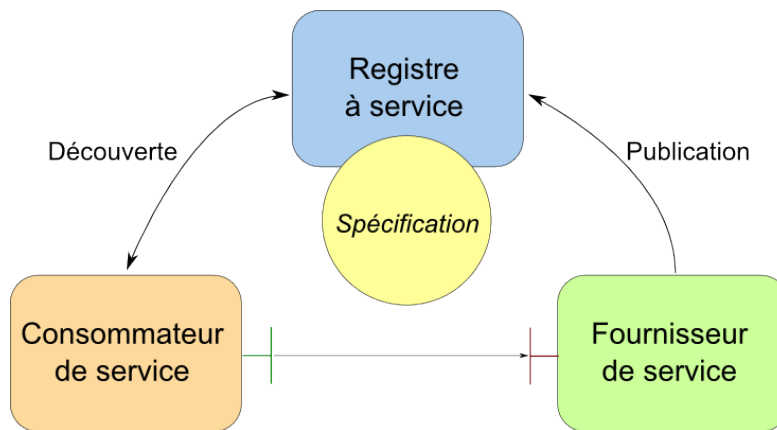 Registre
à service
Découverte
Publication
Spécification
Consommateur
de service
Fournisseur
de service